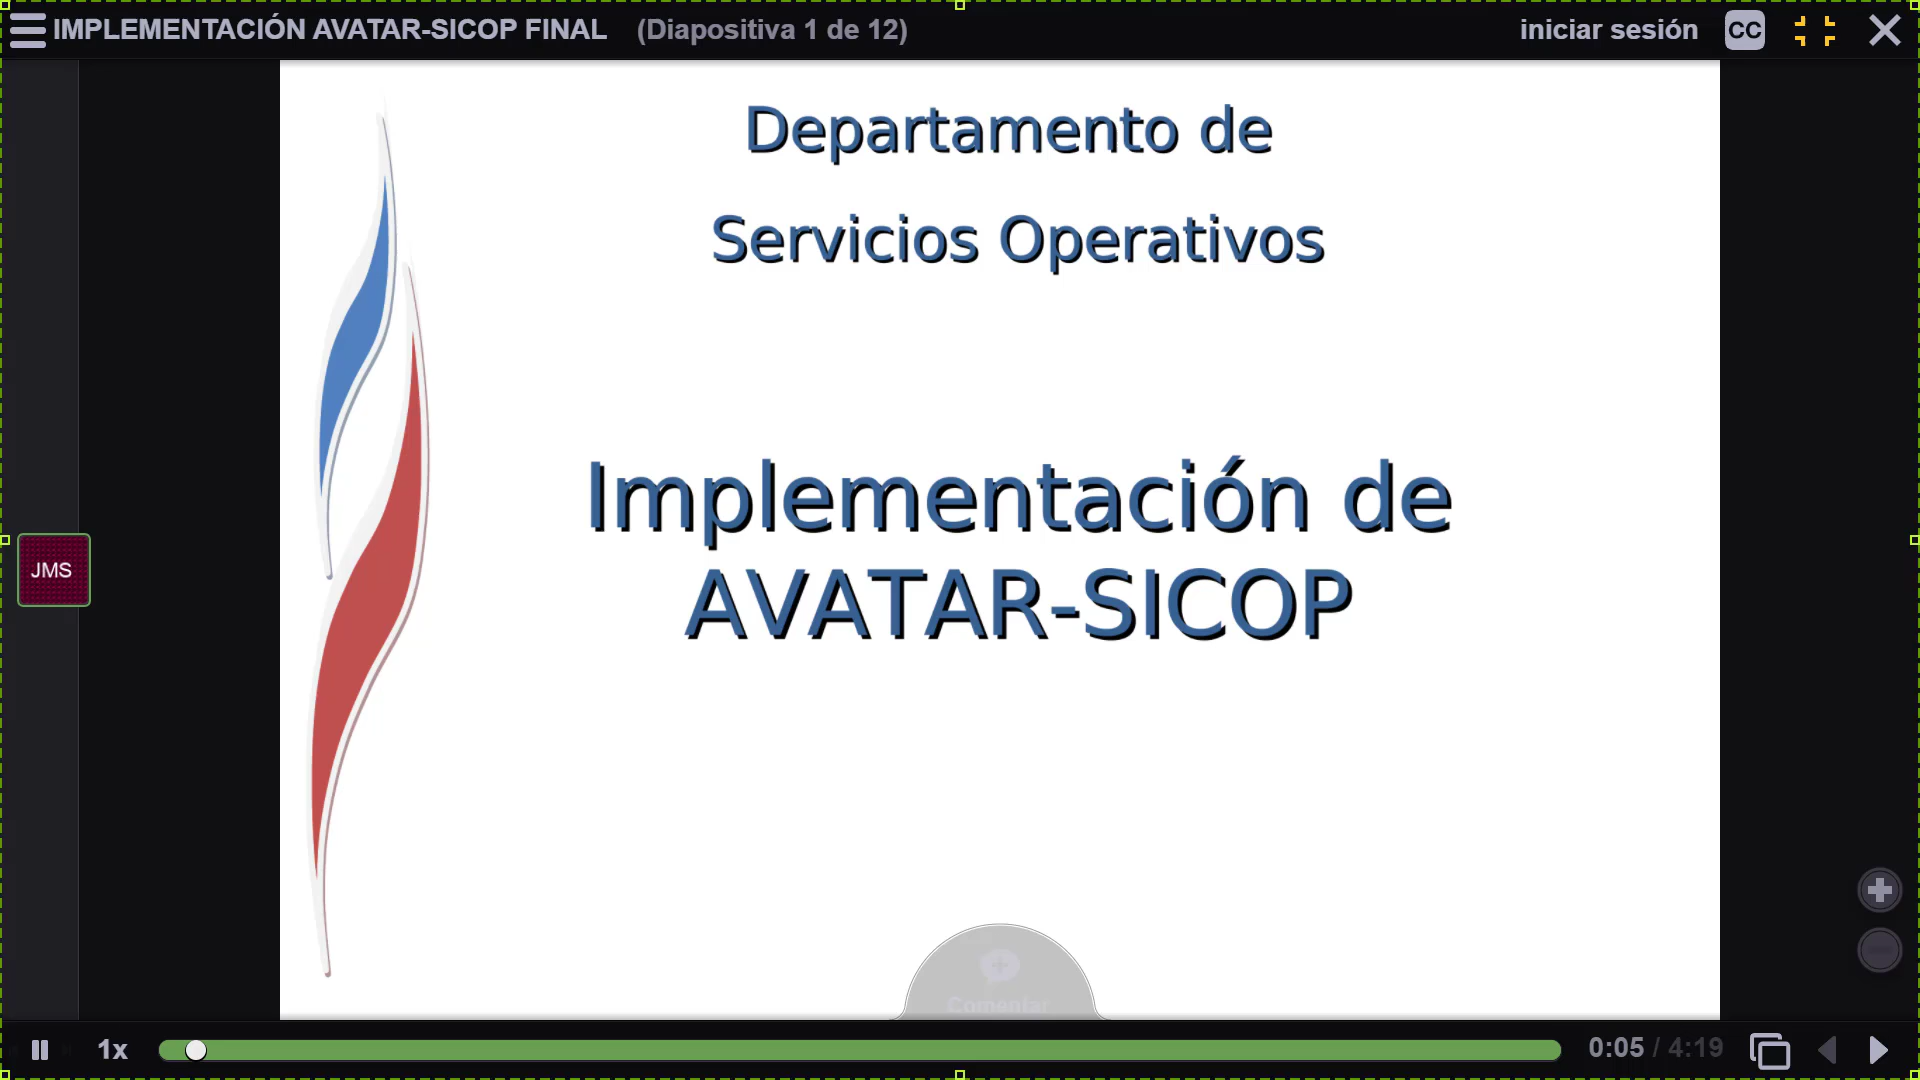 IMPLEMENTACIÓN AVATAR-SICOP FINAL (Diapositiva 1 de 12) iniciar sesión CC
Departamento de
Servicios Operativos
Implementación de
AVATAR-SICOP
JMS
Comentar
1x 0:05 / 4:19